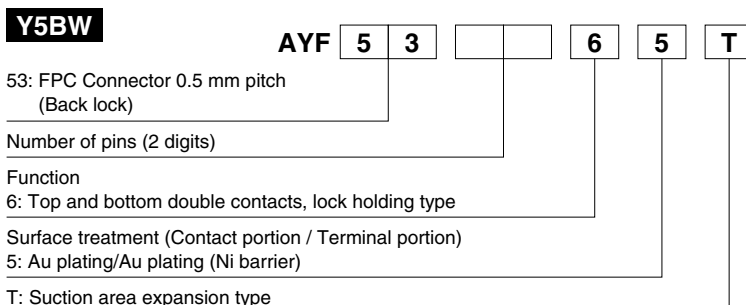 Y5BW
AYF 5 3 6 5 T
53: FPC Connector 0.5 mm pitch
(Back lock)
Number of pins (2 digits)
Function
6: Top and bottom double contacts, lock holding type
Surface treatment (Contact portion / Terminal portion)
5: Au plating/Au plating (Ni barrier)
T: Suction area expansion type